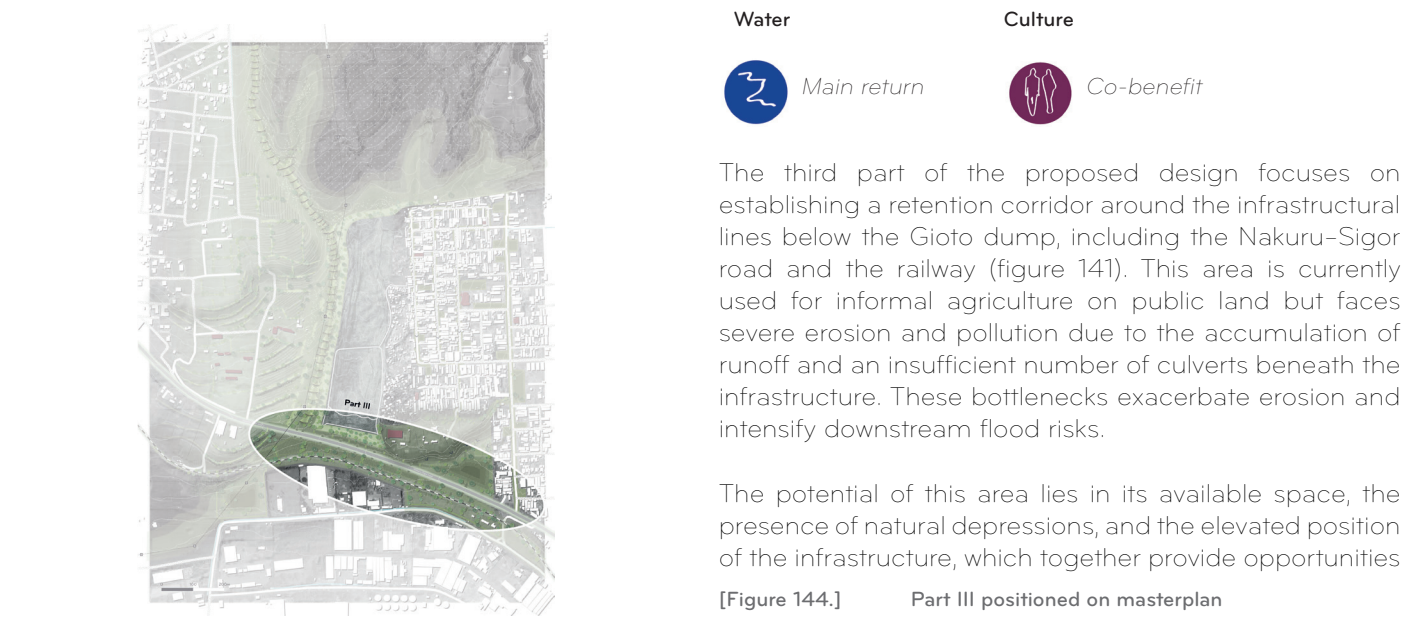 Part III
Water
Culture
Main return
Co-benefit
The third part of the proposed design focuses on
establishing a retention corridor around the infrastructural
lines below the Gioto dump, including the Nakuru–Sigor
road and the railway (figure 141). This area is currently
used for informal agriculture on public land but faces
severe erosion and pollution due to the accumulation of
runoff and an insufficient number of culverts beneath the
infrastructure. These bottlenecks exacerbate erosion and
intensify downstream flood risks.
The potential of this area lies in its available space, the
presence of natural depressions, and the elevated position
of the infrastructure, which together provide opportunities
[Figure 144.] Part III positioned on masterplan